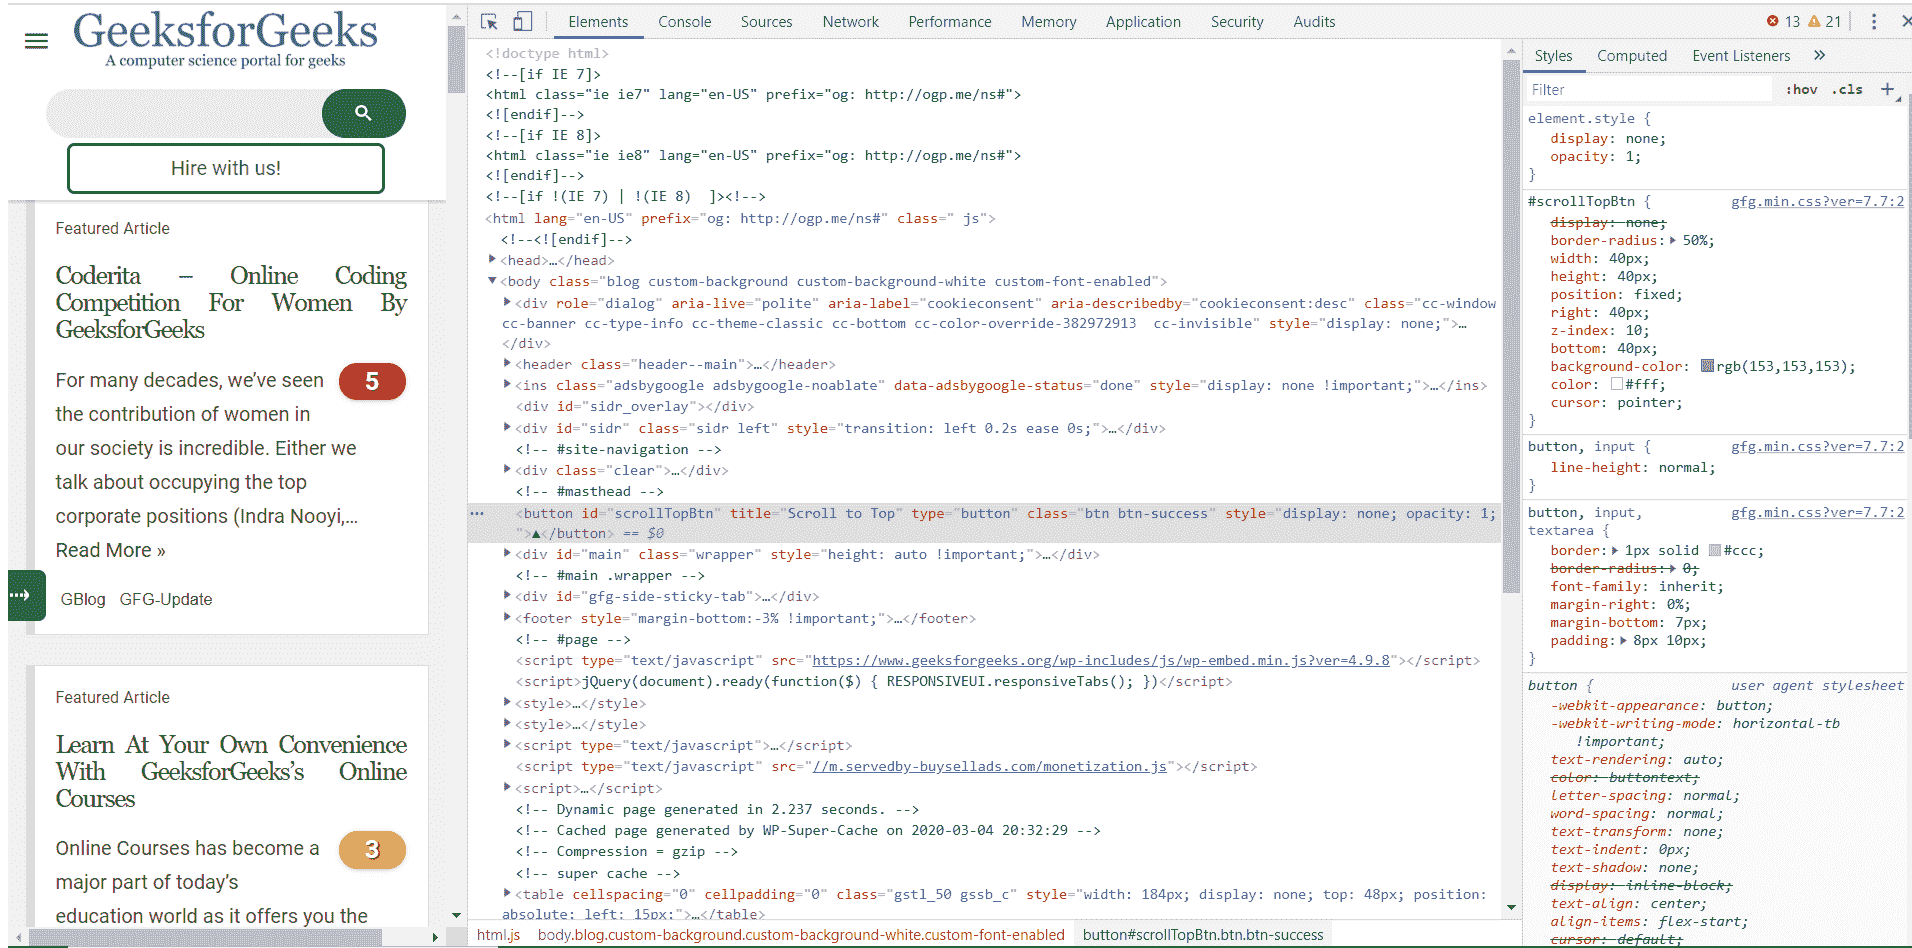 GeeksforGeeks
A computer science portal for geeks
Hire with us!
Featured Article
Coderita – Online Coding
Competition For Women By
GeeksforGeeks
For many decades, we've seen
5
the contribution of women in
our society is incredible. Either we
talk about occupying the top
corporate positions (Indra Nooyi,...
Read More »
GBlog GFG-Update
Featured Article
Learn At Your Own Convenience
With GeeksforGeeks's Online
Courses
Online Courses has become a
3
major part of today's
education world as it offers you the
Elements Console Sources Network Performance Memory Application Security Audits
13 21
<!doctype html>
<!--[if IE 7]>
<html class="ie ie7" lang="en-US" prefix="og: http://ogp.me/ns#">
<![endif]-->
<!--[if IE 8]>
<html class="ie ie8" lang="en-US" prefix="og: http://ogp.me/ns#">
<![endif]-->
<!--[if !(IE 7) | !(IE 8)  ]><!-->
<html lang="en-US" prefix="og: http://ogp.me/ns#" class=" js">
<!--<![endif]-->
▶<head>…</head>
▼<body class="blog custom-background custom-background-white custom-font-enabled">
▶<div role="dialog" aria-live="polite" aria-label="cookieconsent" aria-describedby="cookieconsent:desc" class="cc-window
cc-banner cc-type-info cc-theme-classic cc-bottom cc-color-override-382972913  cc-invisible" style="display: none;">…
</div>
▶<header class="header--main">…</header>
▶<ins class="adsbygoogle adsbygoogle-noablate" data-adsbygoogle-status="done" style="display: none !important;">…</ins>
<div id="sidr_overlay"></div>
▶<div id="sidr" class="sidr left" style="transition: left 0.2s ease 0s;">…</div>
<!-- #site-navigation -->
▶<div class="clear">…</div>
<!-- #masthead -->
… <button id="scrollTopBtn" title="Scroll to Top" type="button" class="btn btn-success" style="display: none; opacity: 1;
">▲</button> == $0
▶<div id="main" class="wrapper" style="height: auto !important;">…</div>
<!-- #main .wrapper -->
▶<div id="gfg-side-sticky-tab">…</div>
▶<footer style="margin-bottom:-3% !important;">…</footer>
<!-- #page -->
<script type="text/javascript" src="https://www.geeksforgeeks.org/wp-includes/js/wp-embed.min.js?ver=4.9.8"></script>
<script>jQuery(document).ready(function($) { RESPONSIVEUI.responsiveTabs(); })</script>
▶<style>…</style>
▶<style>…</style>
▶<script type="text/javascript">…</script>
<script type="text/javascript" src="//m.servedby-buysellads.com/monetization.js"></script>
▶<script>…</script>
<!-- Dynamic page generated in 2.237 seconds. -->
<!-- Cached page generated by WP-Super-Cache on 2020-03-04 20:32:29 -->
<!-- Compression = gzip -->
<!-- super cache -->
▶<table cellspacing="0" cellpadding="0" class="gstl_50 gssb_c" style="width: 184px; display: none; top: 48px; position:
absolute; left: 15px;">…</table>
html.js body.blog.custom-background.custom-background-white.custom-font-enabled button#scrollTopBtn.btn.btn-success
Styles Computed Event Listeners »
Filter :hov .cls +
element.style {
display: none;
opacity: 1;
}
#scrollTopBtn { gfg.min.css?ver=7.7:2
display: none;
border-radius:▶ 50%;
width: 40px;
height: 40px;
position: fixed;
right: 40px;
z-index: 10;
bottom: 40px;
background-color: rgb(153,153,153);
color: #fff;
cursor: pointer;
}
button, input { gfg.min.css?ver=7.7:2
line-height: normal;
}
button, input, gfg.min.css?ver=7.7:2
textarea {
border:▶ 1px solid #ccc;
border-radius:▶ 0;
font-family: inherit;
margin-right: 0%;
margin-bottom: 7px;
padding:▶ 8px 10px;
}
button { user agent stylesheet
-webkit-appearance: button;
-webkit-writing-mode: horizontal-tb
!important;
text-rendering: auto;
color: buttontext;
letter-spacing: normal;
word-spacing: normal;
text-transform: none;
text-indent: 0px;
text-shadow: none;
display: inline-block;
text-align: center;
align-items: flex-start;
cursor: default;